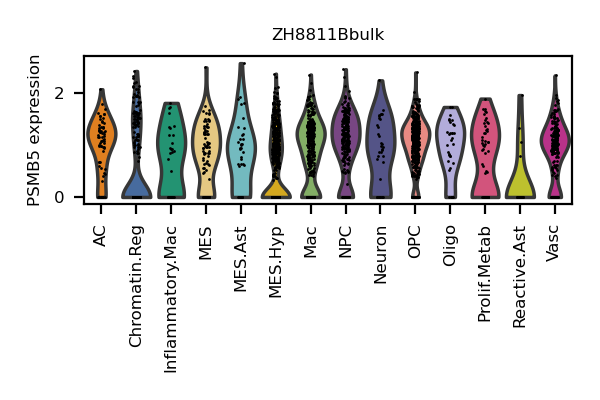 ZH8811Bbulk
PSMB5 expression
2
0
AC
Chromatin.Reg
Inflammatory.Mac
MES
MES.Ast
MES.Hyp
Mac
NPC
Neuron
OPC
Oligo
Prolif.Metab
Reactive.Ast
Vasc